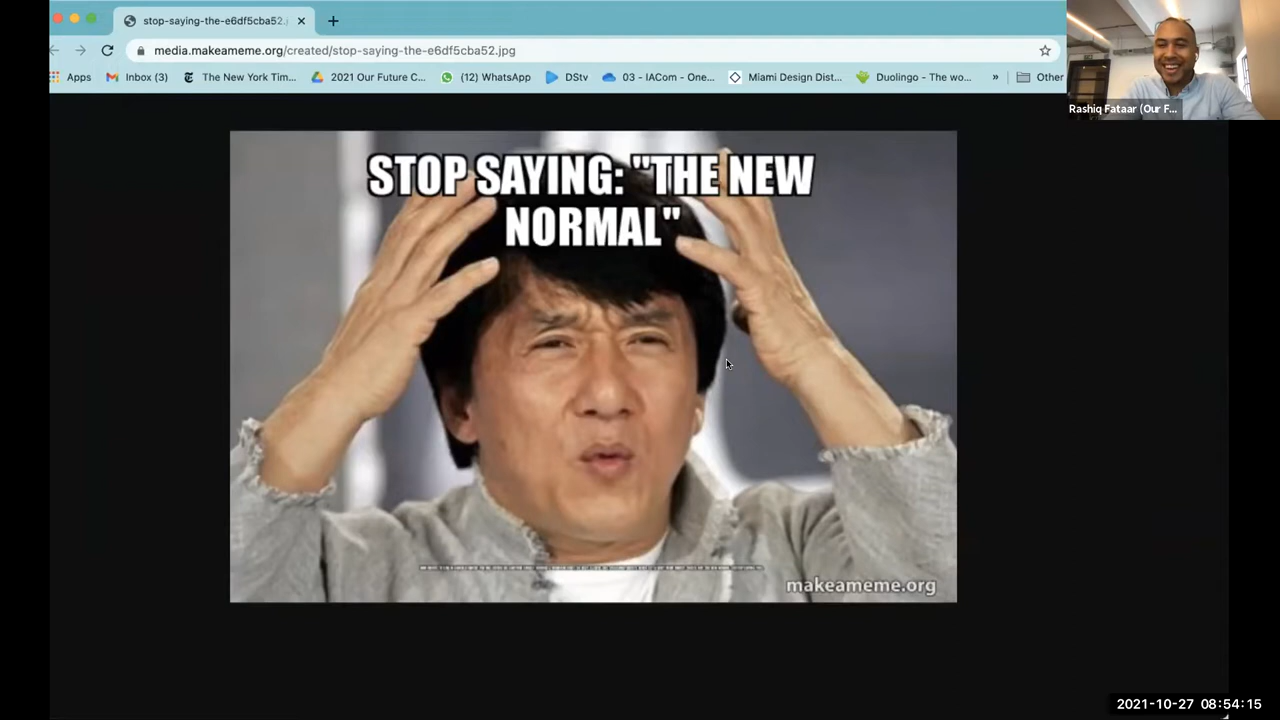 stop-saying-the-e6df5cba52.
media.makeameme.org/created/stop-saying-the-e6df5cba52.jpg
Apps Inbox (3) The New York Tim... 2021 Our Future C... (12) WhatsApp DStv 03 - IACom - One... Miami Design Dist... Duolingo - The wo... » Other
Rashiq Fataar (Our F...
STOP SAYING: "THE NEW
NORMAL"
makeameme.org
2021-10-27 08:54:15